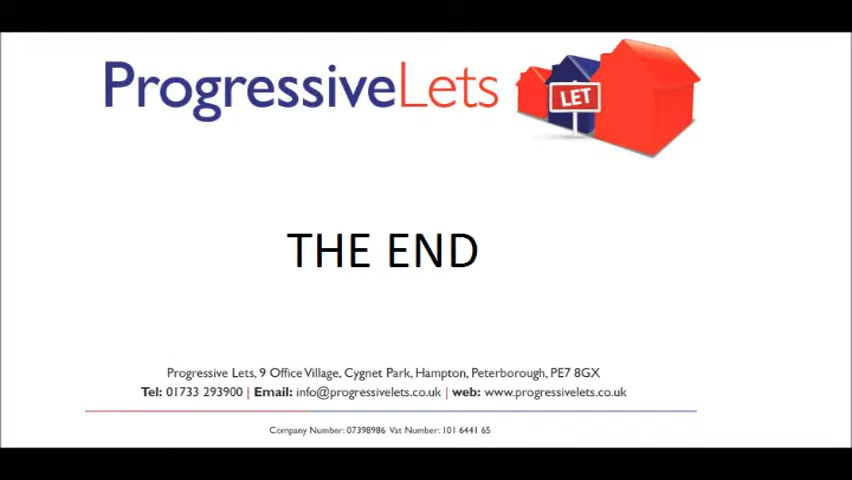 ProgressiveLets
LET
THE END
Progressive Lets, 9 Office Village, Cygnet Park, Hampton, Peterborough, PE7 8GX
Tel: 01733 293900 | Email: info@progressivelets.co.uk | web: www.progressivelets.co.uk
Company Number: 07398986 Vat Number: 101 6441 65